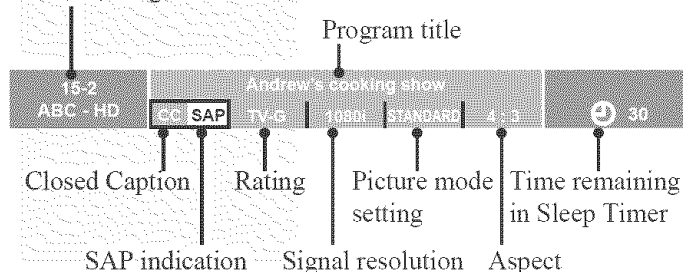 Program title
15-2
Andrew's cooking show
ABC - HD
CC SAP TV-G 1080i STANDARD 4:3 30
Closed Caption
Rating
Picture mode
setting
Time remaining
in Sleep Timer
SAP indication
Signal resolution
Aspect